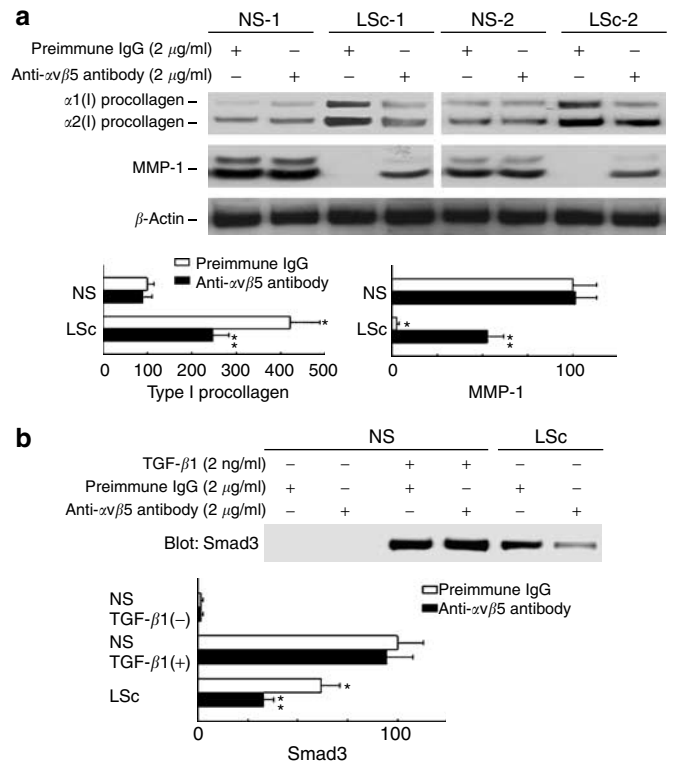 a
NS-1 LSc-1 NS-2 LSc-2
Preimmune IgG (2 μg/ml) + – + – + – + –
Anti-αvβ5 antibody (2 μg/ml) – + – + – + – +
α1(I) procollagen –
α2(I) procollagen –
MMP-1 –
β-Actin –
Preimmune IgG
Anti-αvβ5 antibody
NS
LSc
*
*
*
0 100 200 300 400 500
Type I procollagen
NS
LSc
*
*
*
0 100
MMP-1
b
NS LSc
TGF-β1 (2 ng/ml) – – + + – –
Preimmune IgG (2 μg/ml) + – + – + –
Anti-αvβ5 antibody (2 μg/ml) – + – + – +
Blot: Smad3
Preimmune IgG
Anti-αvβ5 antibody
NS
TGF-β1(–)
NS
TGF-β1(+)
LSc
*
*
*
0 100
Smad3